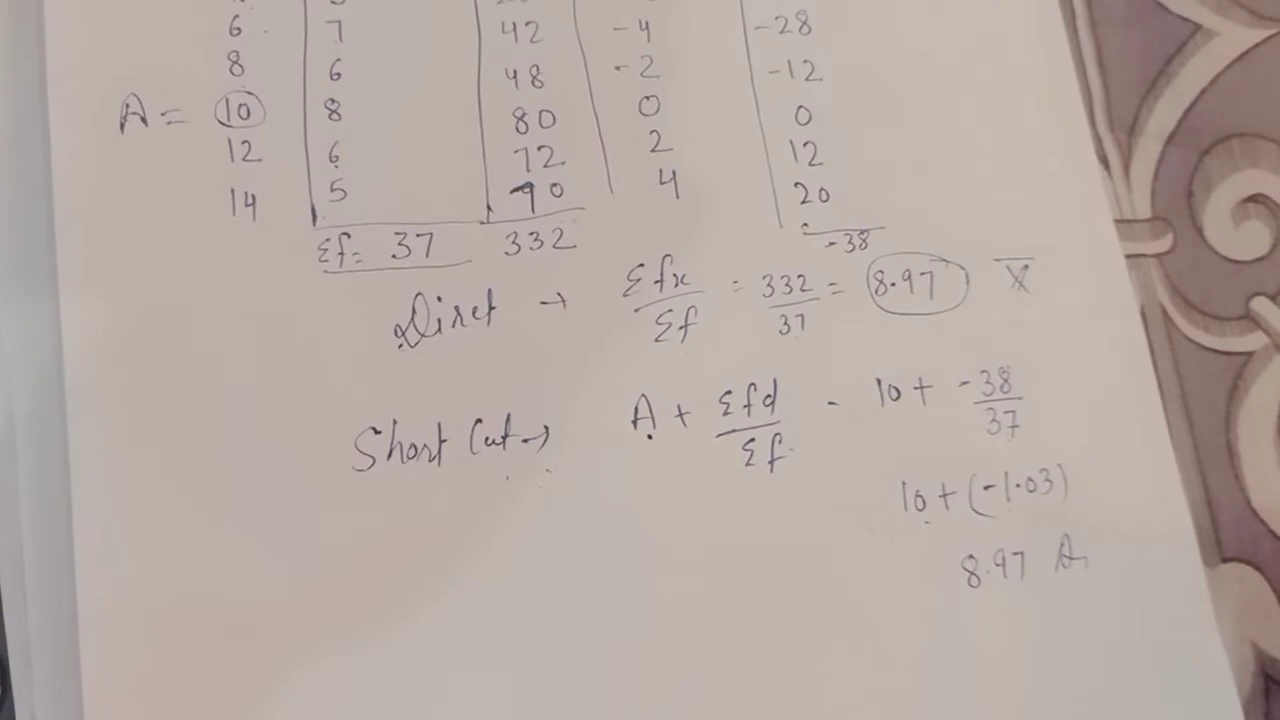 6 7 42 -4 -28
8 6 48 -2 -12
A = 10 8 80 0 0
12 6 72 2 12
14 5 90 4 20
Σf = 37 332 -38
Dirct → Σfx/Σf = 332/37 = 8.97 X̅
Short Cut → A + Σfd/Σf - 10 + -38/37
10 + (-1.03)
8.97 A